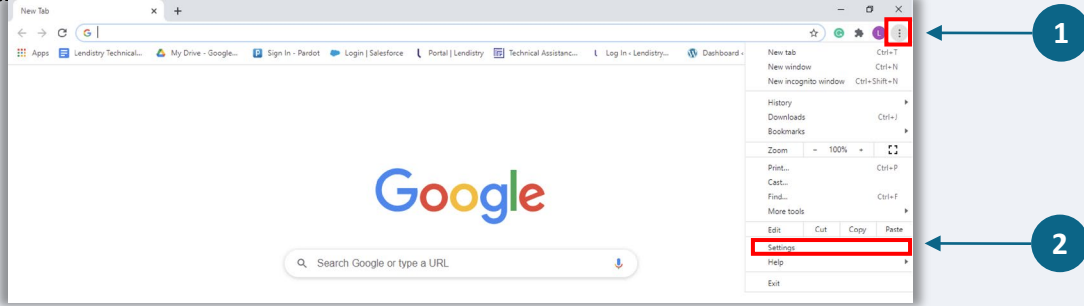 New Tab
G
Apps Lendistry Technical... My Drive - Google... Sign In - Pardot Login | Salesforce Portal | Lendistry Technical Assistanc... Log In ‹ Lendistry... Dashboard ‹
L
1
New tab Ctrl+T
New window Ctrl+N
New incognito window Ctrl+Shift+N
History
Downloads Ctrl+J
Bookmarks
Zoom - 100% +
Print... Ctrl+P
Cast...
Find... Ctrl+F
More tools
Edit Cut Copy Paste
Settings
2
Help
Exit
Google
Search Google or type a URL